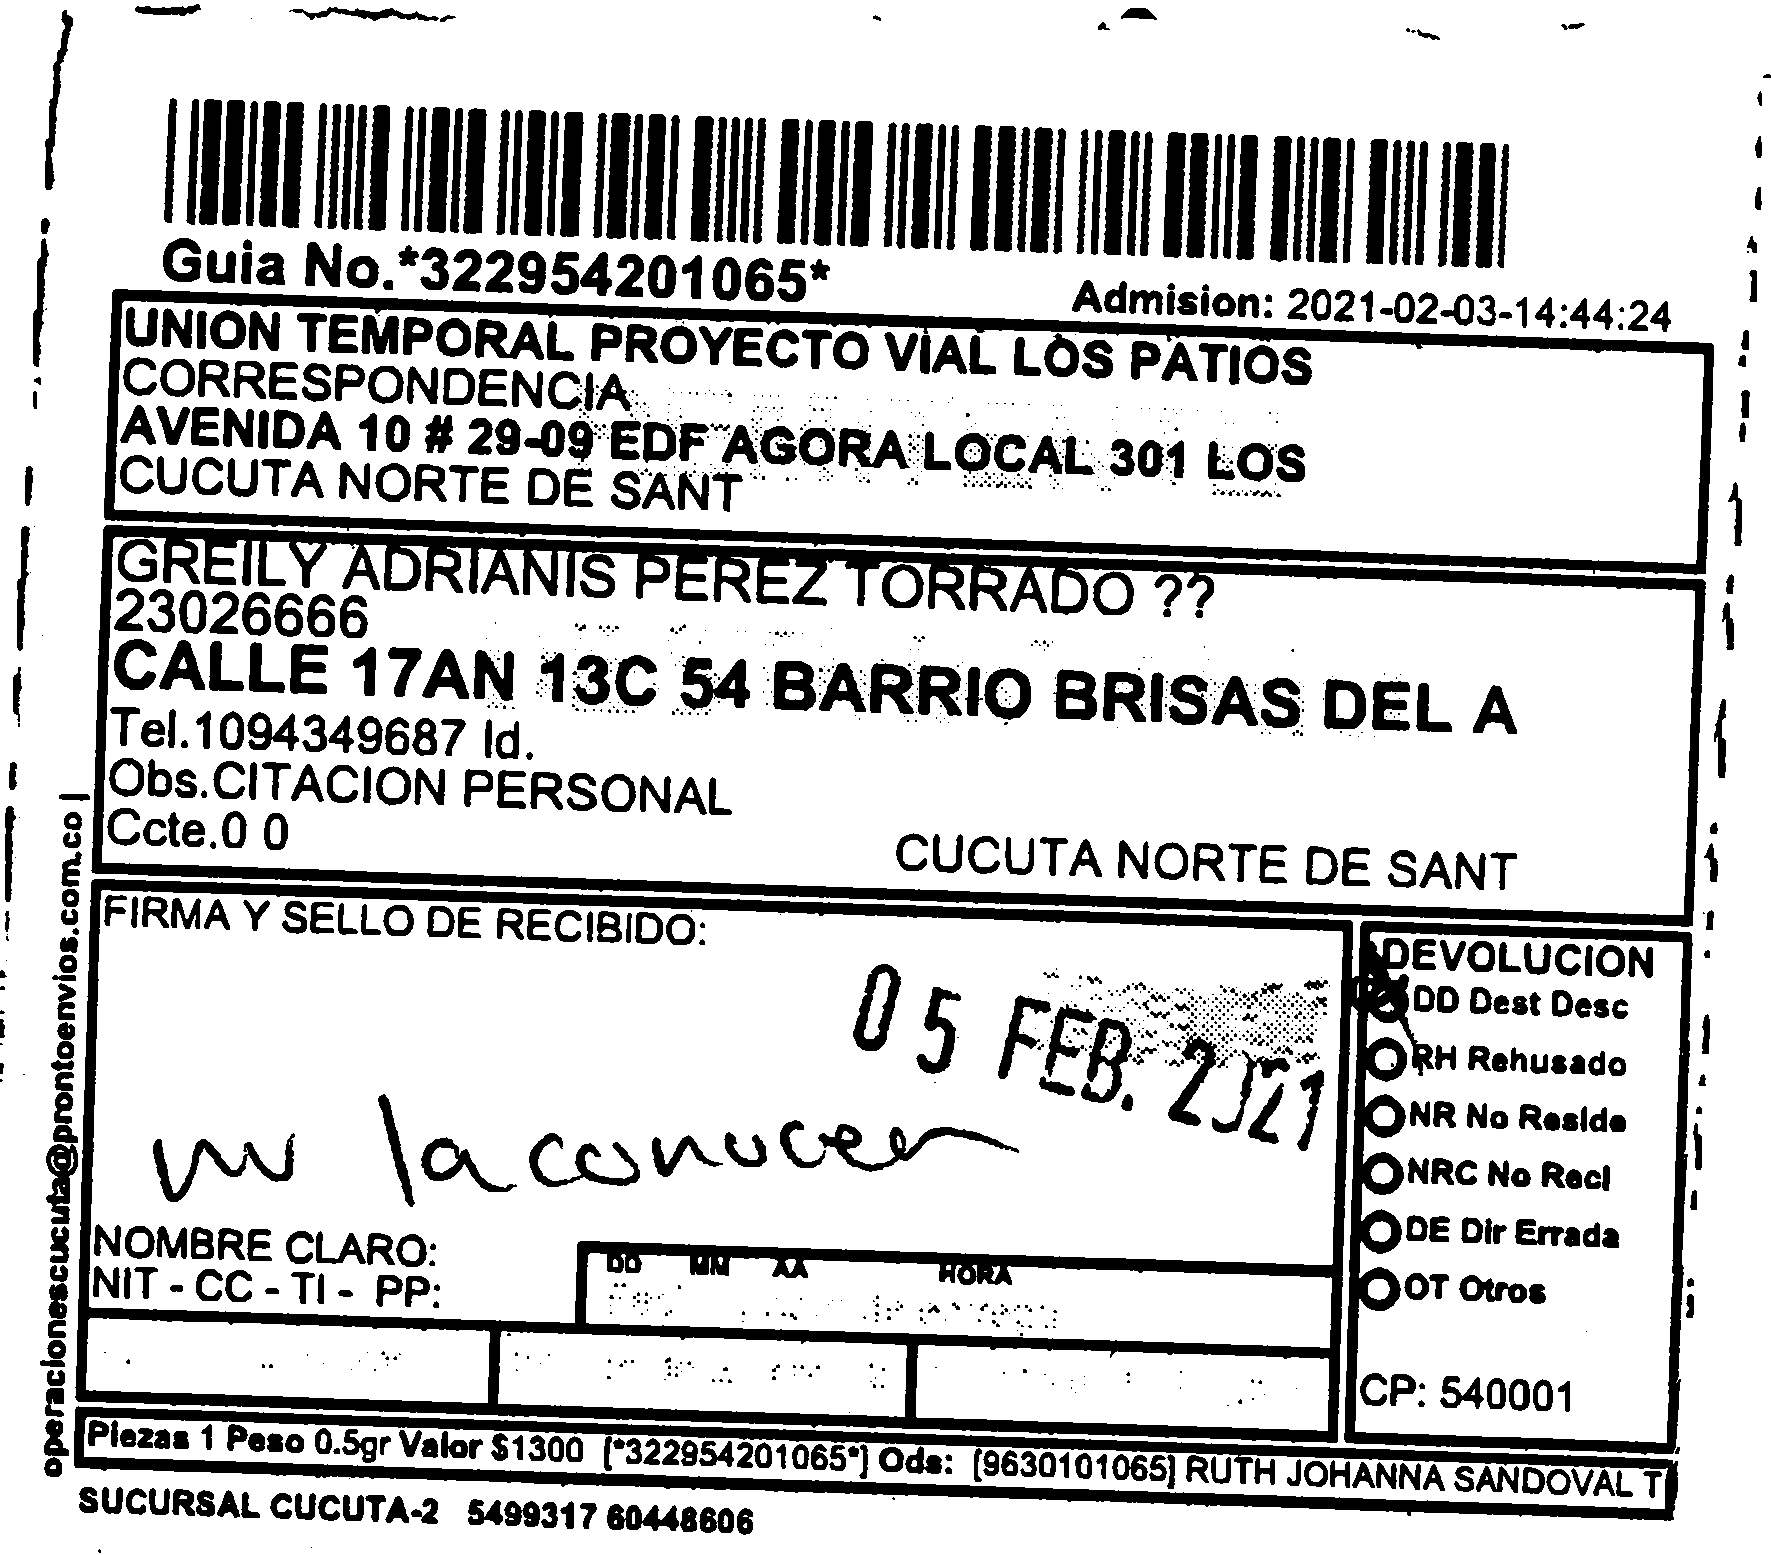 Guia No.*322954201065*
Admision: 2021-02-03-14:44:24
UNION TEMPORAL PROYECTO VIAL LOS PATIOS
CORRESPONDENCIA
AVENIDA 10 # 29-09 EDF AGORA LOCAL 301 LOS
CUCUTA NORTE DE SANT
GREILY ADRIANIS PEREZ TORRADO ??
23026666
CALLE 17AN 13C 54 BARRIO BRISAS DEL A
Tel.1094349687 Id.
Obs.CITACION PERSONAL
Ccte.0 0
CUCUTA NORTE DE SANT
FIRMA Y SELLO DE RECIBIDO:
05 FEB. 2021
la conocen
NOMBRE CLARO:
NIT - CC - TI - PP:
DD MM AA HORA
DEVOLUCION
DD Dest Desc
RH Rehusado
NR No Reside
NRC No Recl
DE Dir Errada
OT Otros
CP: 540001
Piezas 1 Peso 0.5gr Valor $1300 [*322954201065*] Ods: [9630101065] RUTH JOHANNA SANDOVAL T
SUCURSAL CUCUTA-2 5499317 60448606
operacionescucuta@prontoenvios.com.co |